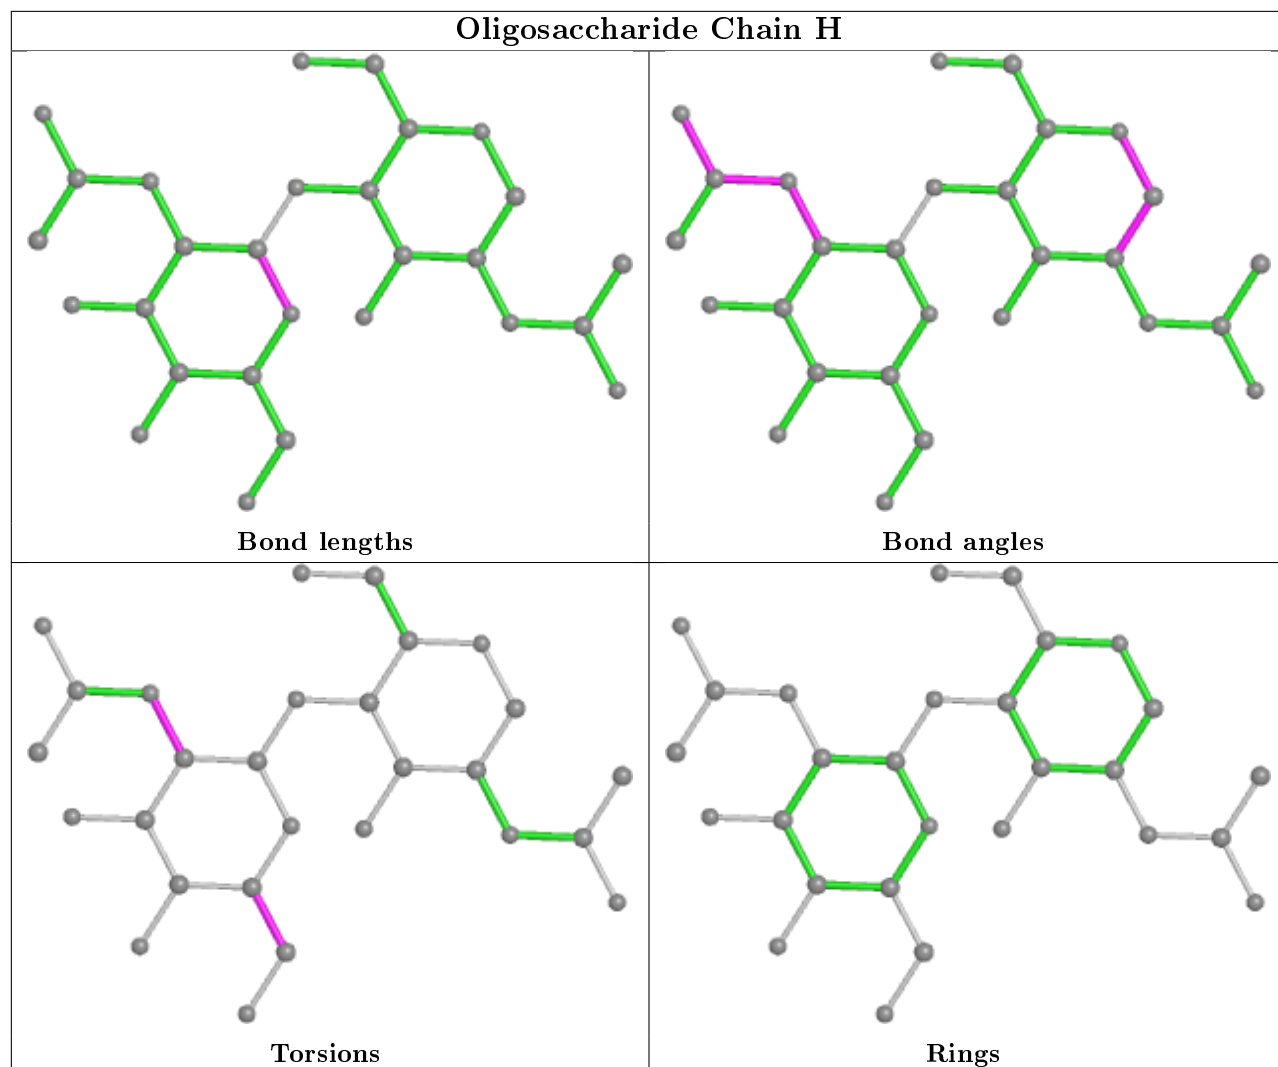 Oligosaccharide Chain H
Bond lengths
Bond angles
Torsions
Rings